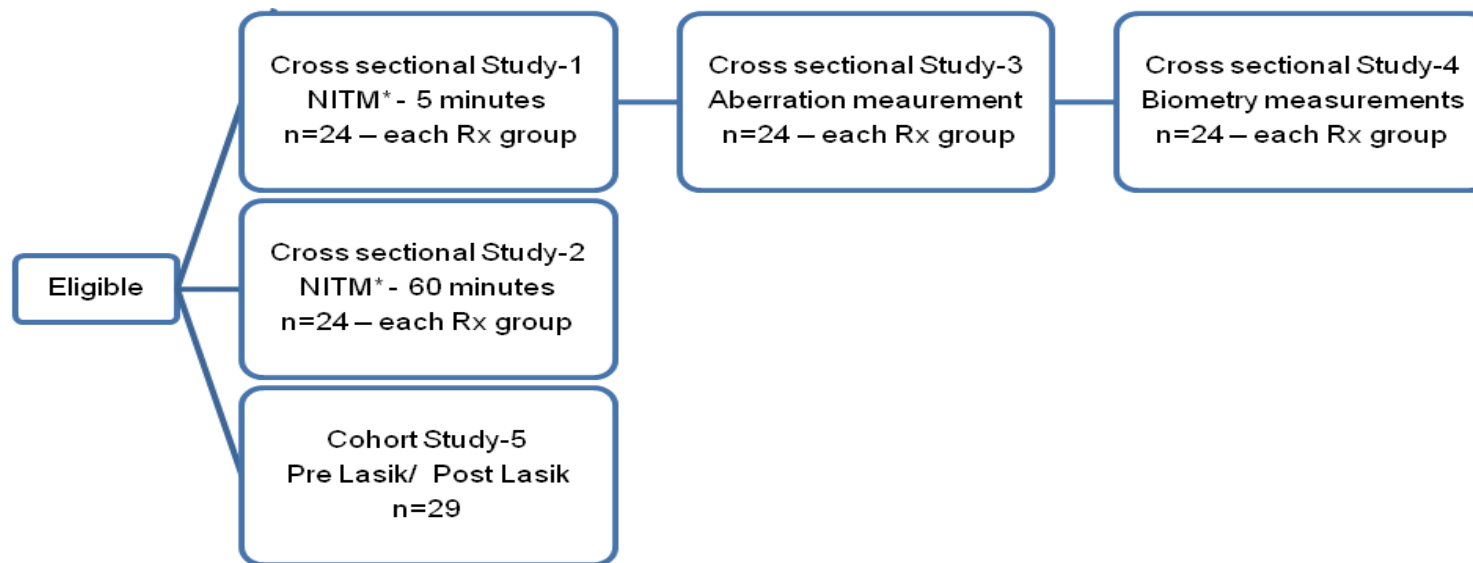 Eligible
Cross sectional Study-1
NITM* - 5 minutes
n=24 – each Rx group
Cross sectional Study-3
Aberration meaurement
n=24 – each Rx group
Cross sectional Study-4
Biometry measurements
n=24 – each Rx group
Cross sectional Study-2
NITM* - 60 minutes
n=24 – each Rx group
Cohort Study-5
Pre Lasik/ Post Lasik
n=29